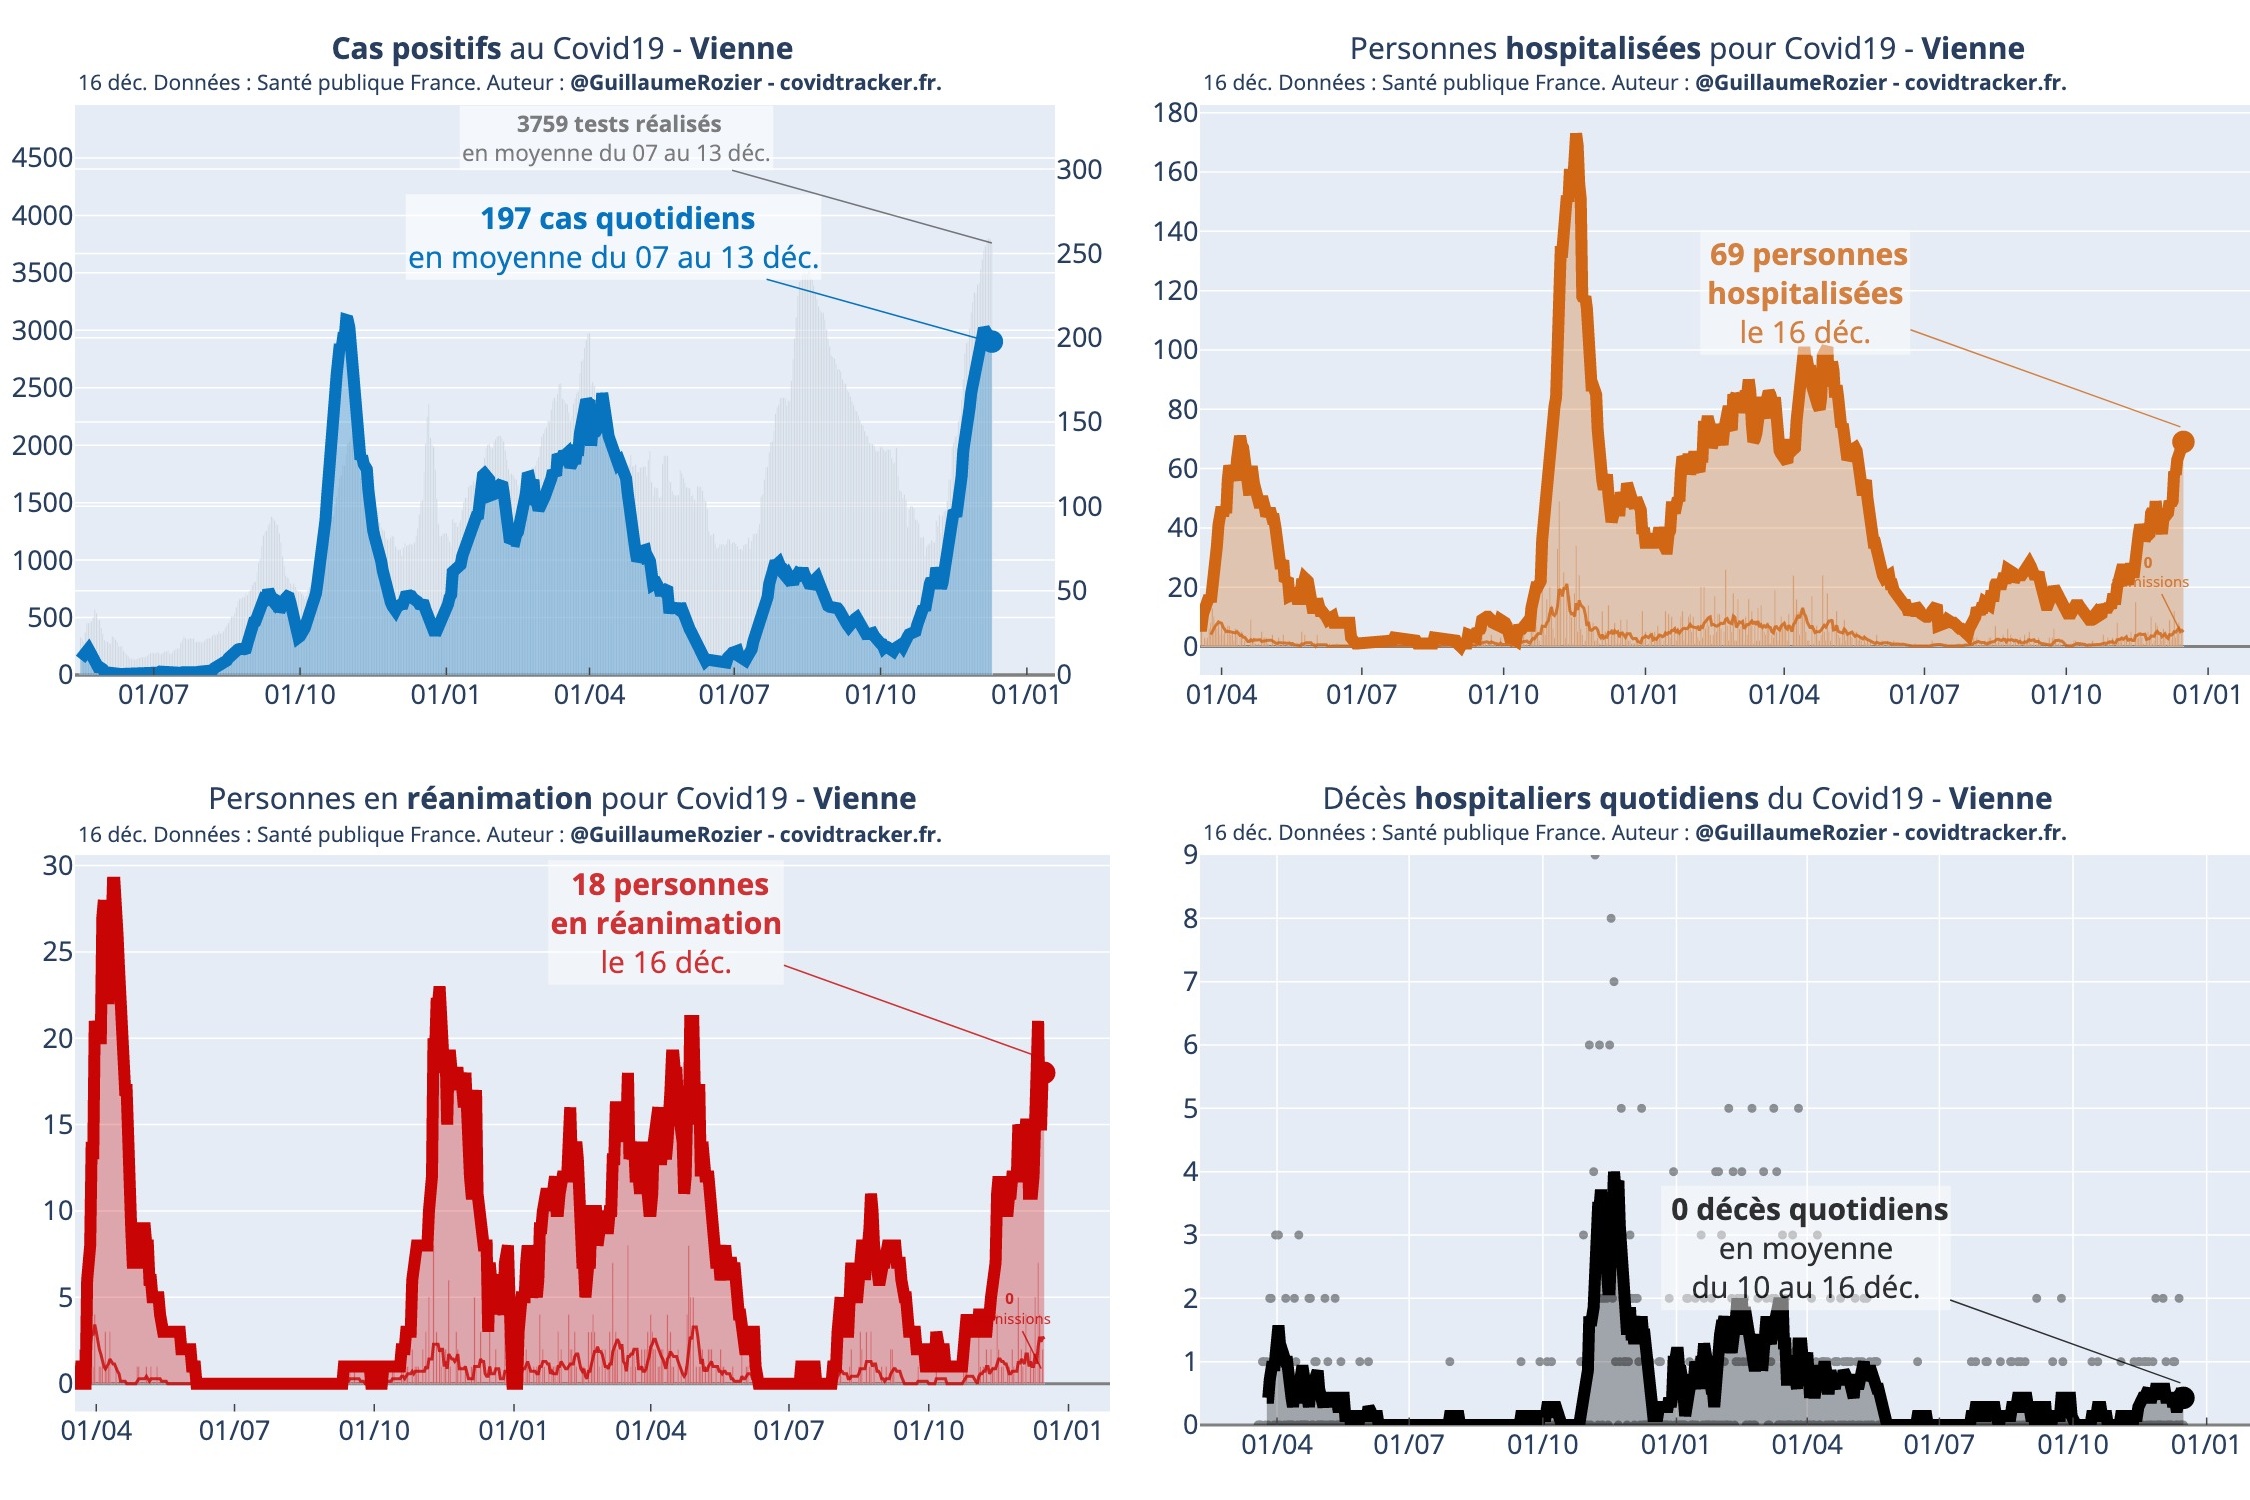 Cas positifs au Covid19 - Vienne
16 déc. Données : Santé publique France. Auteur : @GuillaumeRozier - covidtracker.fr.
3759 tests réalisés
en moyenne du 07 au 13 déc.
197 cas quotidiens
en moyenne du 07 au 13 déc.
4500
4000
3500
3000
2500
2000
1500
1000
500
0
300
250
200
150
100
50
0
01/07 01/10 01/01 01/04 01/07 01/10 01/01
Personnes hospitalisées pour Covid19 - Vienne
16 déc. Données : Santé publique France. Auteur : @GuillaumeRozier - covidtracker.fr.
180
160
140
120
100
80
60
40
20
0
69 personnes
hospitalisées
le 16 déc.
0
missions
01/04 01/07 01/10 01/01 01/04 01/07 01/10 01/01
Personnes en réanimation pour Covid19 - Vienne
16 déc. Données : Santé publique France. Auteur : @GuillaumeRozier - covidtracker.fr.
30
25
20
15
10
5
0
18 personnes
en réanimation
le 16 déc.
0
missions
01/04 01/07 01/10 01/01 01/04 01/07 01/10 01/01
Décès hospitaliers quotidiens du Covid19 - Vienne
16 déc. Données : Santé publique France. Auteur : @GuillaumeRozier - covidtracker.fr.
9
8
7
6
5
4
3
2
1
0
0 décès quotidiens
en moyenne
du 10 au 16 déc.
01/04 01/07 01/10 01/01 01/04 01/07 01/10 01/01